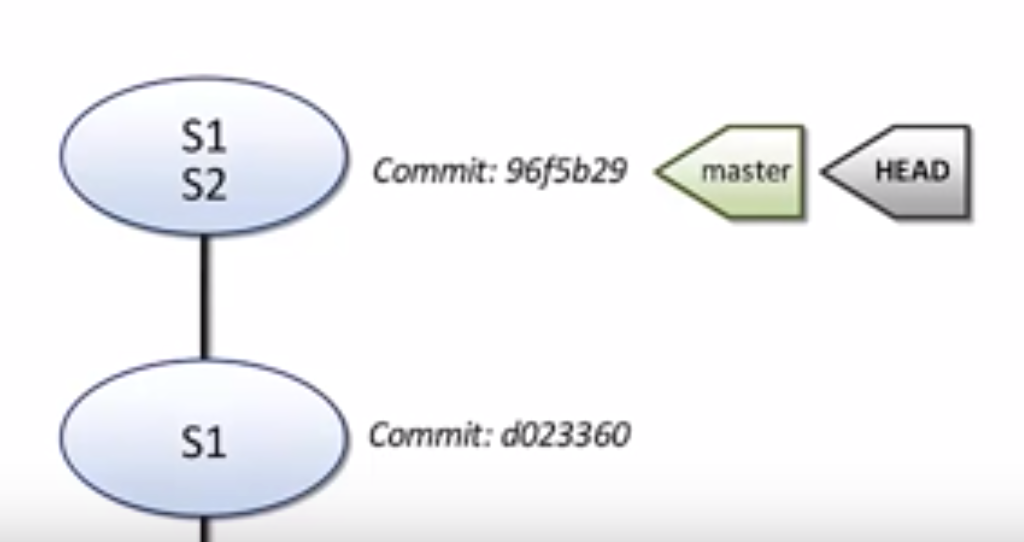 S1
S2
Commit: 96f5b29
master
HEAD
S1
Commit: d023360